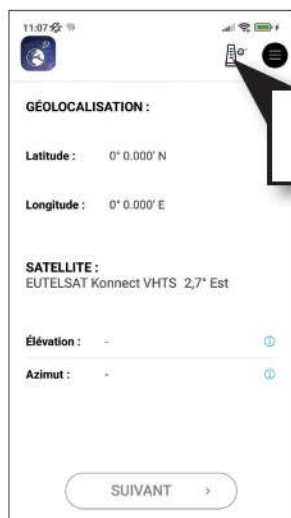 11:07
GÉOLOCALISATION :
Latitude : 0° 0.000' N
Longitude : 0° 0.000' E
SATELLITE :
EUTELSAT Konnect VHTS 2,7° Est
Élévation : -
Azimut : -
SUIVANT >